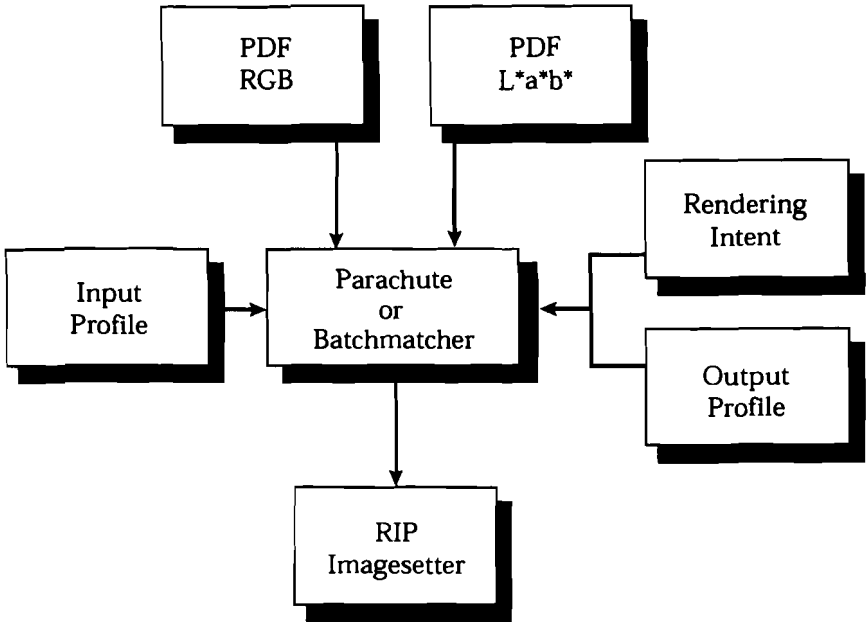 PDF
RGB
PDF
L*a*b*
Rendering
Intent
Input
Profile
Parachute
or
Batchmatcher
Output
Profile
RIP
Imagesetter